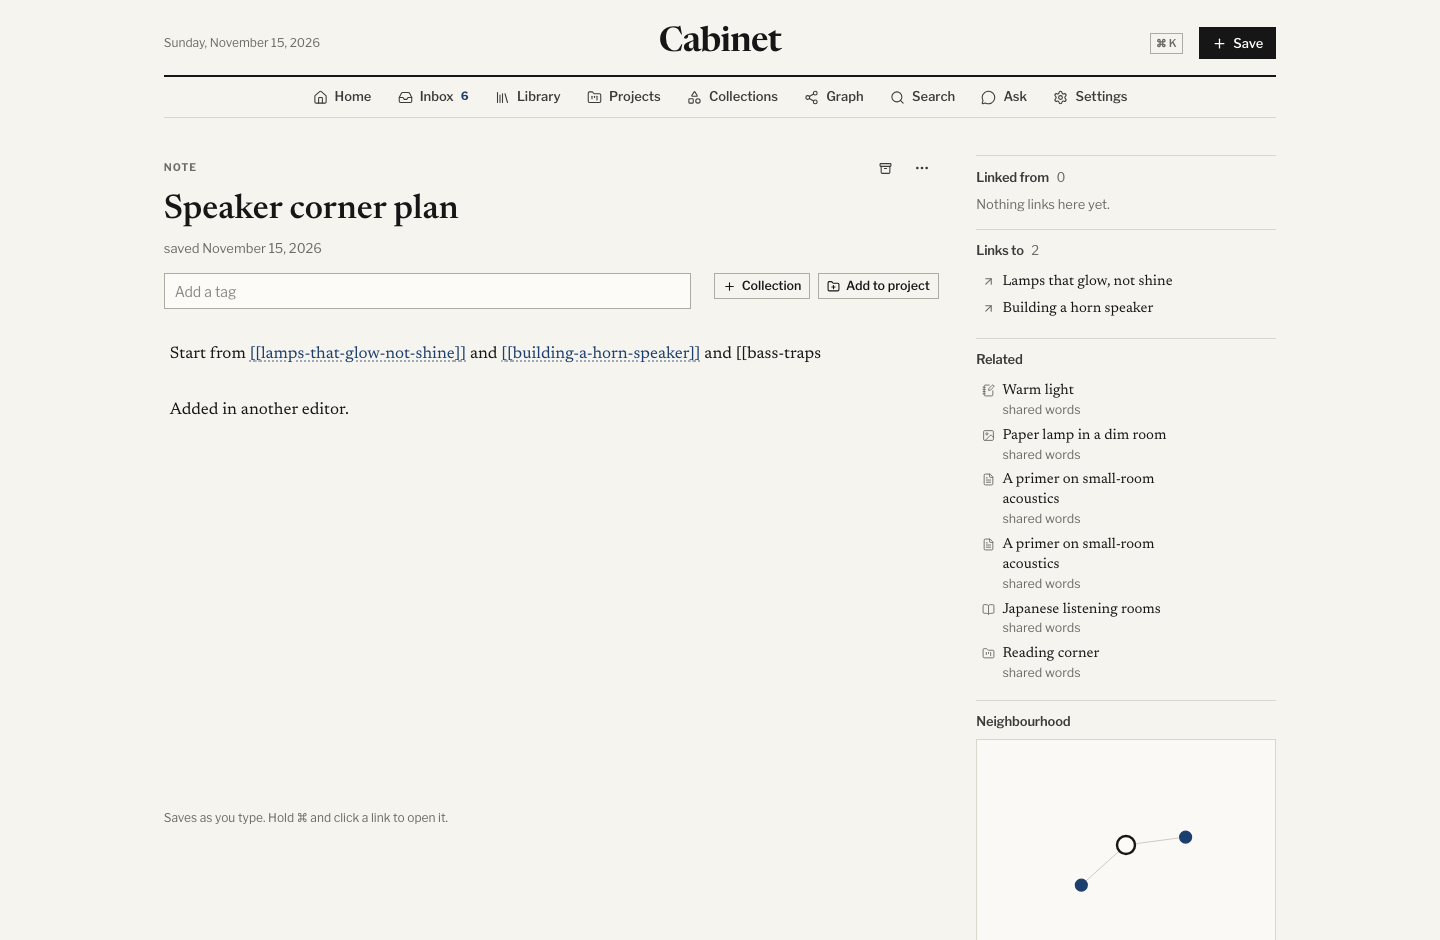 Sunday, November 15, 2026
Cabinet
⌘ K
+ Save
Home
Inbox 6
Library
Projects
Collections
Graph
Search
Ask
Settings
NOTE
Speaker corner plan
saved November 15, 2026
Add a tag
+ Collection
Add to project
Start from [[lamps-that-glow-not-shine]] and [[building-a-horn-speaker]] and [[bass-traps
Added in another editor.
Saves as you type. Hold ⌘ and click a link to open it.
Linked from 0
Nothing links here yet.
Links to 2
Lamps that glow, not shine
Building a horn speaker
Related
Warm light
shared words
Paper lamp in a dim room
shared words
A primer on small-room
acoustics
shared words
A primer on small-room
acoustics
shared words
Japanese listening rooms
shared words
Reading corner
shared words
Neighbourhood